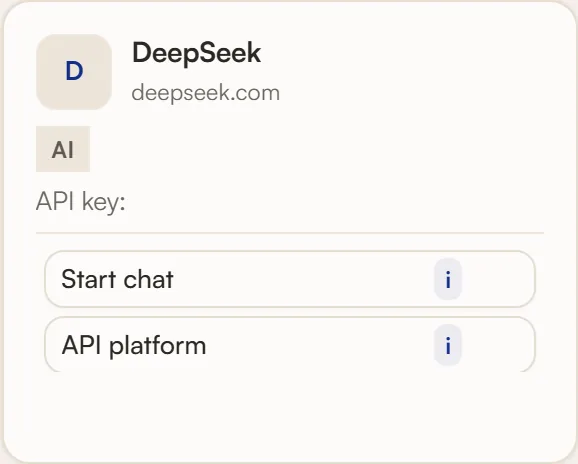 D
DeepSeek
deepseek.com
AI
API key:
Start chat
i
API platform
i